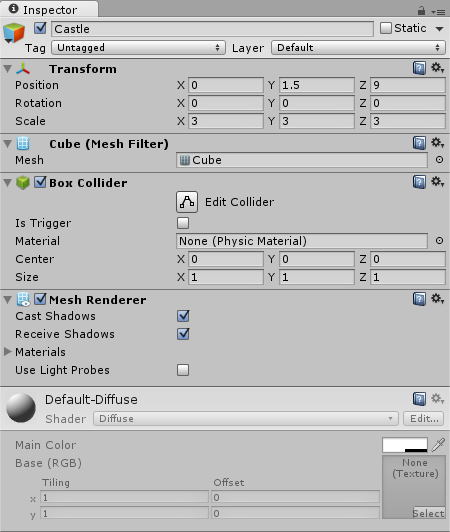 Inspector
Castle Static
Tag Untagged Layer Default
Transform
Position X 0 Y 1.5 Z 9
Rotation X 0 Y 0 Z 0
Scale X 3 Y 3 Z 3
Cube (Mesh Filter)
Mesh Cube
Box Collider
Edit Collider
Is Trigger
Material None (Physic Material)
Center X 0 Y 0 Z 0
Size X 1 Y 1 Z 1
Mesh Renderer
Cast Shadows
Receive Shadows
Materials
Use Light Probes
Default-Diffuse
Shader Diffuse Edit...
Main Color
Base (RGB) None
(Texture)
Tiling Offset
x 1 0
y 1 0 Select